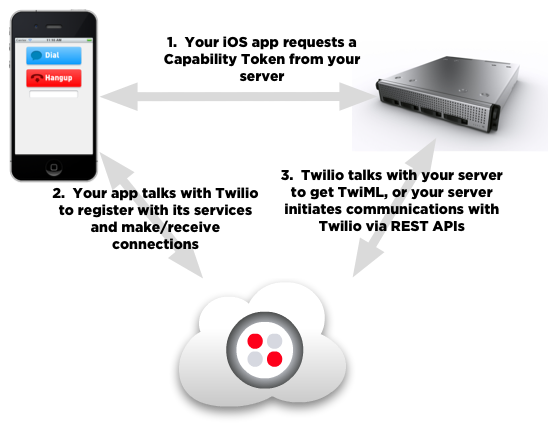 1. Your iOS app requests a
Capability Token from your
server
Dial
Hangup
2. Your app talks with Twilio
to register with its services
and make/receive
connections
3. Twilio talks with your server
to get TwiML, or your server
initiates communications with
Twilio via REST APIs